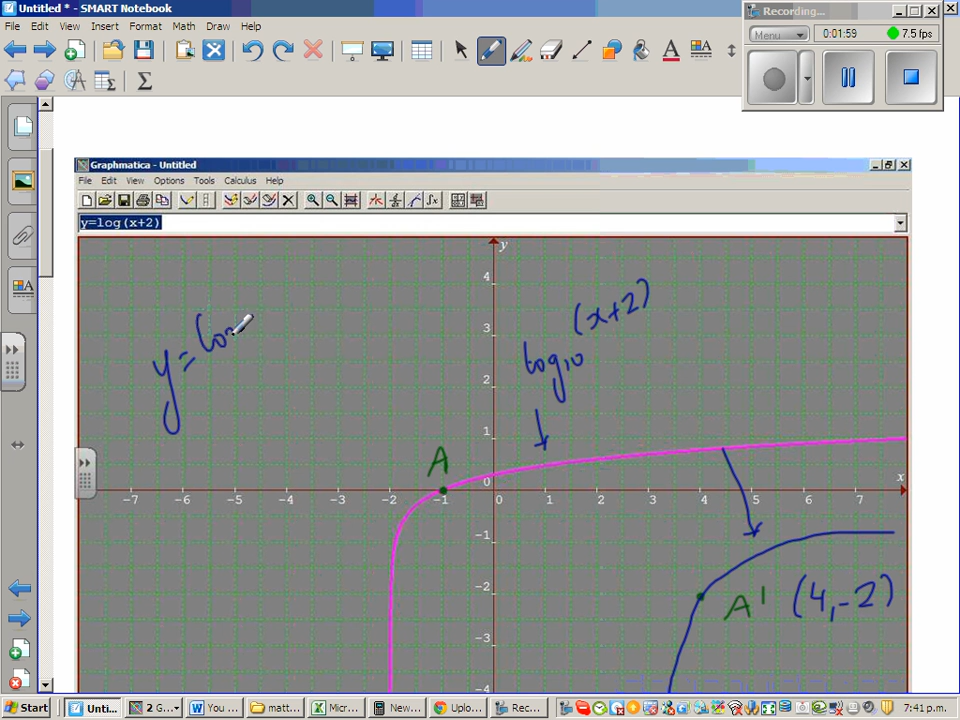 Untitled * - SMART Notebook
File Edit View Insert Format Math Draw Help
Recording...
Menu
0:01:59
7.5 fps
Graphmatica - Untitled
File Edit View Options Tools Calculus Help
y=log(x+2)
y
4
3
2
1
0
-1
-2
-3
-4
-7 -6 -5 -4 -3 -2 -1 0 1 2 3 4 5 6 7
x
y=log
log10 (x+2)
A
A' (4,-2)
Start
Unti...
2 G...
You ...
matt...
Micr...
New...
Uplo...
Rec...
7:41 p.m.